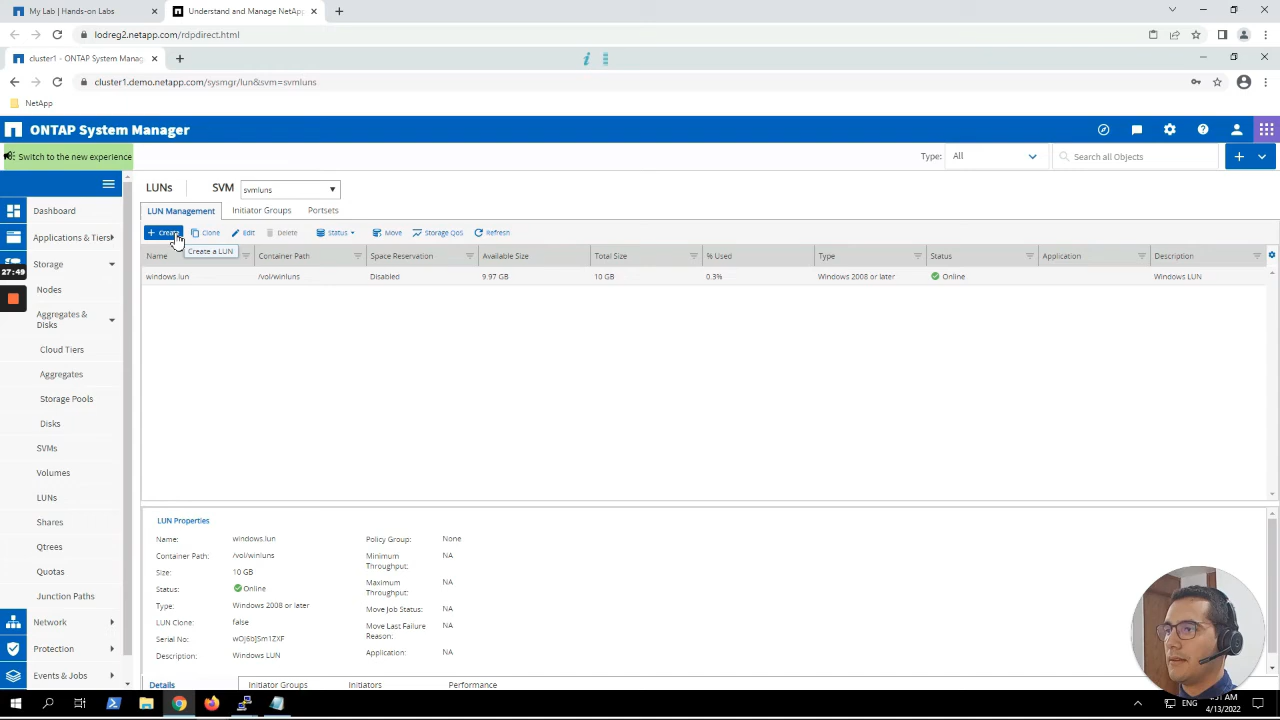 My Lab | Hands-on Labs
Understand and Manage NetApp
lodreg2.netapp.com/rdpdirect.html
cluster1 - ONTAP System Manag
cluster1.demo.netapp.com/sysmgr/lun&svm=svmluns
NetApp
ONTAP System Manager
Switch to the new experience
Type: All
Search all Objects
LUNs
SVM
svmluns
LUN Management
Initiator Groups
Portsets
Create
Clone
Edit
Delete
Status
Move
Storage QoS
Refresh
Create a LUN
Name
Container Path
Space Reservation
Available Size
Total Size
% Used
Type
Status
Application
Description
windows.lun
/vol/winluns
Disabled
9.97 GB
10 GB
0.3%
Windows 2008 or later
Online
Windows LUN
Dashboard
Applications & Tiers
Storage
27:49
Nodes
Aggregates &
Disks
Cloud Tiers
Aggregates
Storage Pools
Disks
SVMs
Volumes
LUNs
Shares
Qtrees
Quotas
Junction Paths
Network
Protection
Events & Jobs
LUN Properties
Name: windows.lun
Container Path: /vol/winluns
Size: 10 GB
Status: Online
Type: Windows 2008 or later
LUN Clone: false
Serial No: wOj6b]Sm1ZXF
Description: Windows LUN
Policy Group: None
Minimum
Throughput: NA
Maximum
Throughput: NA
Move Job Status: NA
Move Last Failure
Reason: NA
Application: NA
Details
Initiator Groups
Initiators
Performance
ENG
4/13/2022